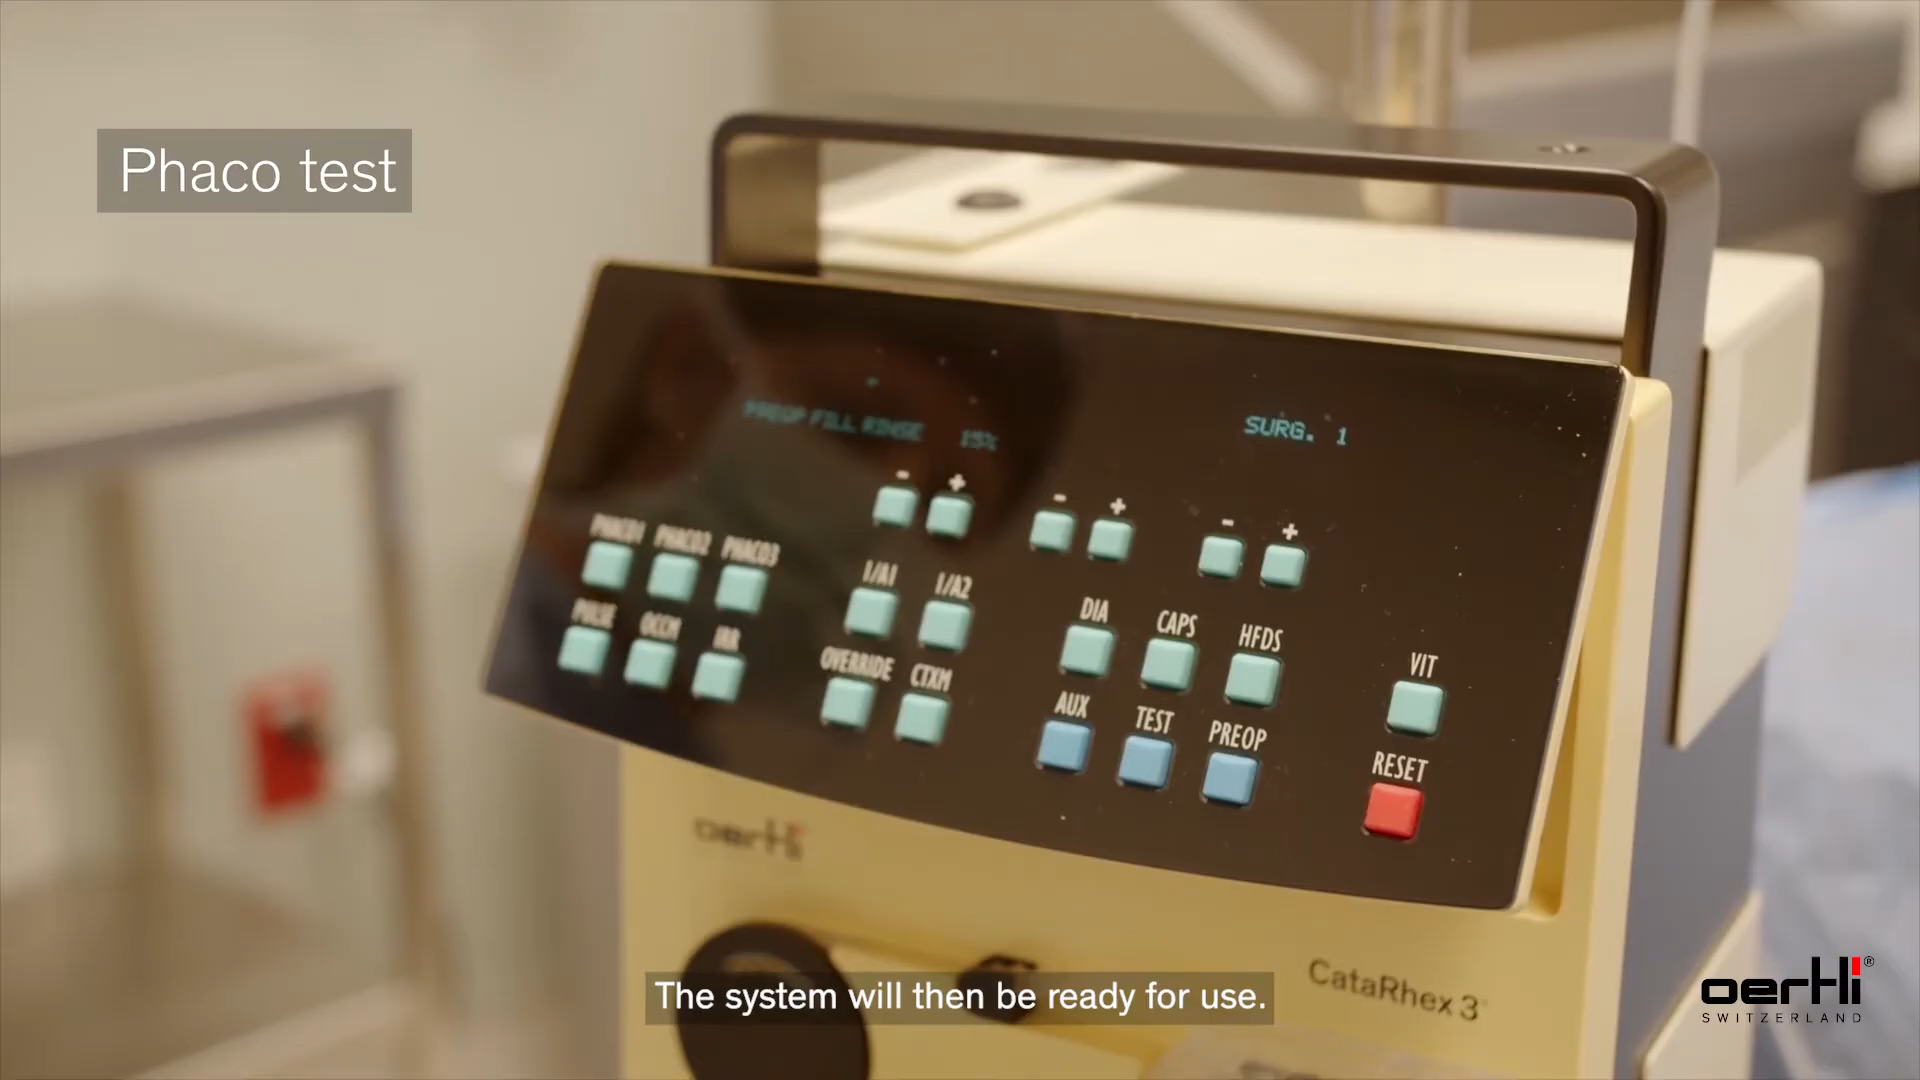 Phaco test
PREOP FILL RINSE 15%
SURG. 1
- +
- +
- +
PHACO1 PHACO2 PHACO3
I/A1 I/A2
DIA CAPS HFDS
VIT
PULSE OCCM IRR
OVERRIDE CTXM
AUX TEST PREOP
RESET
oertli
CataRhex 3
The system will then be ready for use.
oertli®
SWITZERLAND